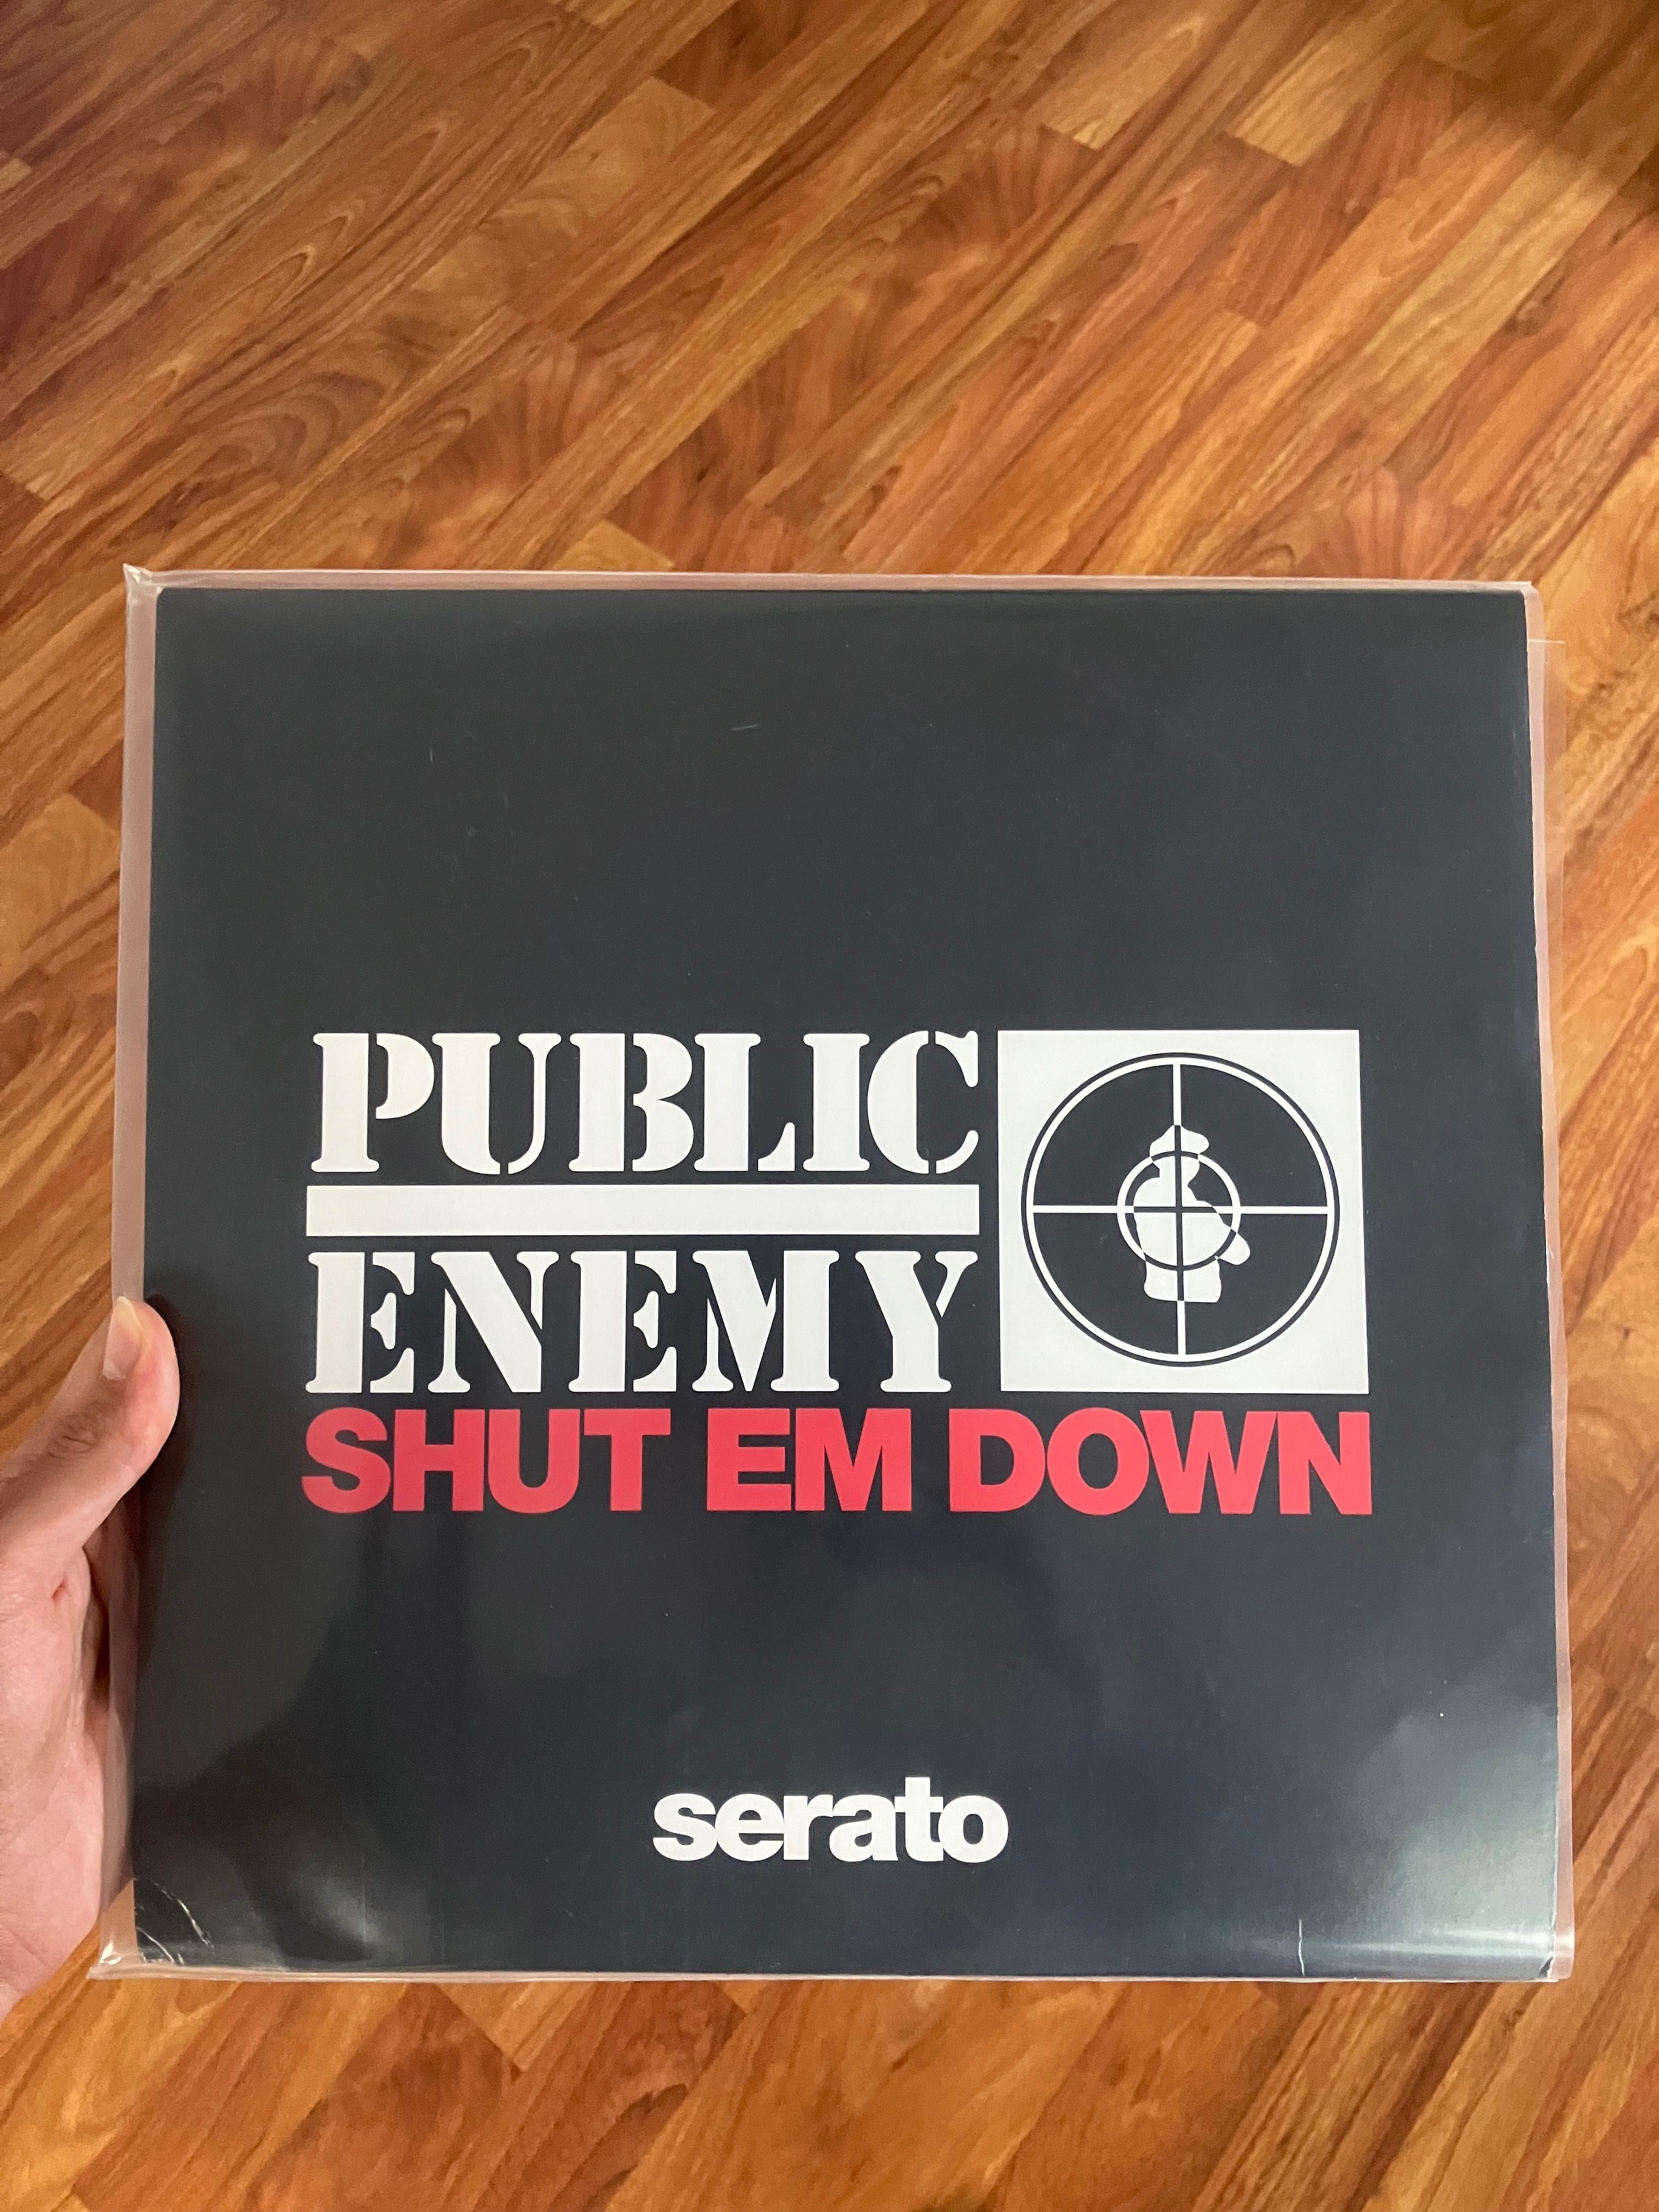 PUBLIC
ENEMY
SHUT EM DOWN
serato